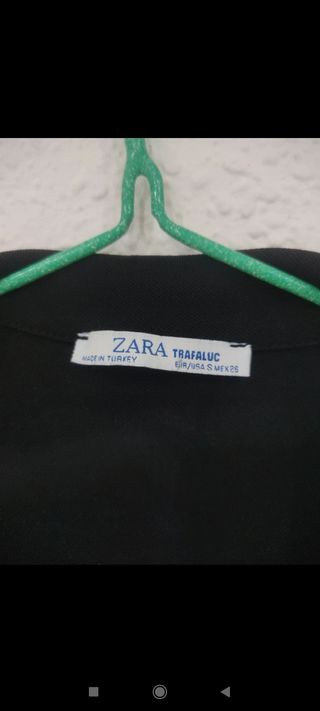 ZARA TRAFALUC
MADE IN TURKEY EUR/USA S MEX 26